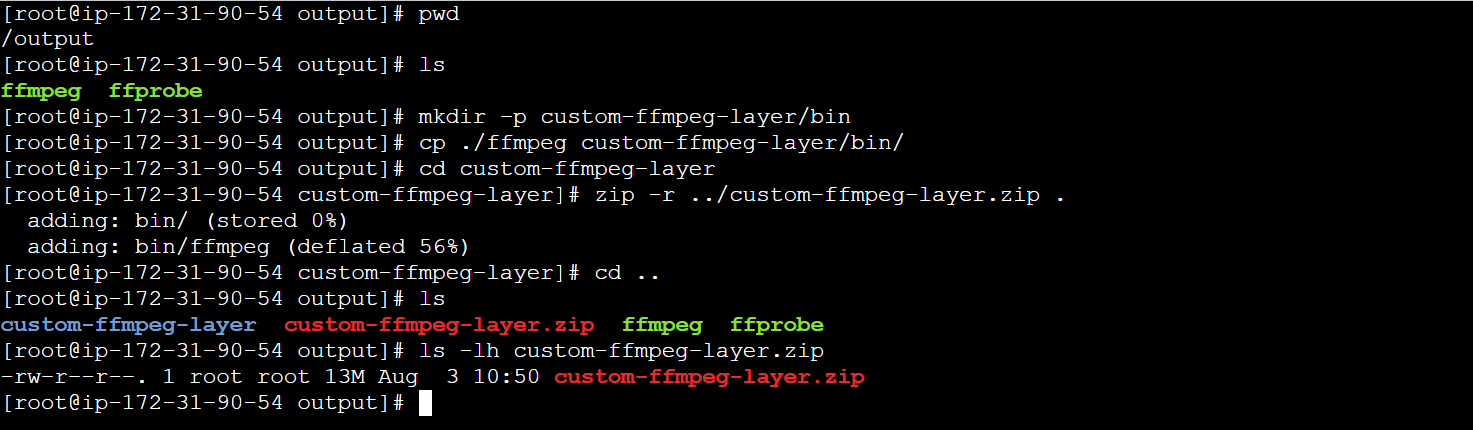 [root@ip-172-31-90-54 output]# pwd
/output
[root@ip-172-31-90-54 output]# ls
ffmpeg  ffprobe
[root@ip-172-31-90-54 output]# mkdir -p custom-ffmpeg-layer/bin
[root@ip-172-31-90-54 output]# cp ./ffmpeg custom-ffmpeg-layer/bin/
[root@ip-172-31-90-54 output]# cd custom-ffmpeg-layer
[root@ip-172-31-90-54 custom-ffmpeg-layer]# zip -r ../custom-ffmpeg-layer.zip .
  adding: bin/ (stored 0%)
  adding: bin/ffmpeg (deflated 56%)
[root@ip-172-31-90-54 custom-ffmpeg-layer]# cd ..
[root@ip-172-31-90-54 output]# ls
custom-ffmpeg-layer  custom-ffmpeg-layer.zip  ffmpeg  ffprobe
[root@ip-172-31-90-54 output]# ls -lh custom-ffmpeg-layer.zip
-rw-r--r--. 1 root root 13M Aug  3 10:50 custom-ffmpeg-layer.zip
[root@ip-172-31-90-54 output]#